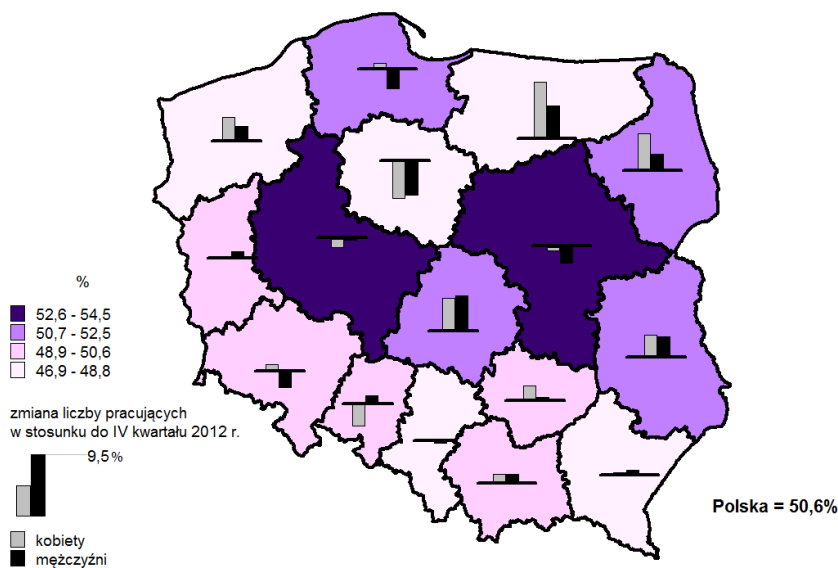 %
52,6 - 54,5
50,7 - 52,5
48,9 - 50,6
46,9 - 48,8
zmiana liczby pracujących
w stosunku do IV kwartału 2012 r.
9,5 %
kobiety
mężczyźni
Polska = 50,6%